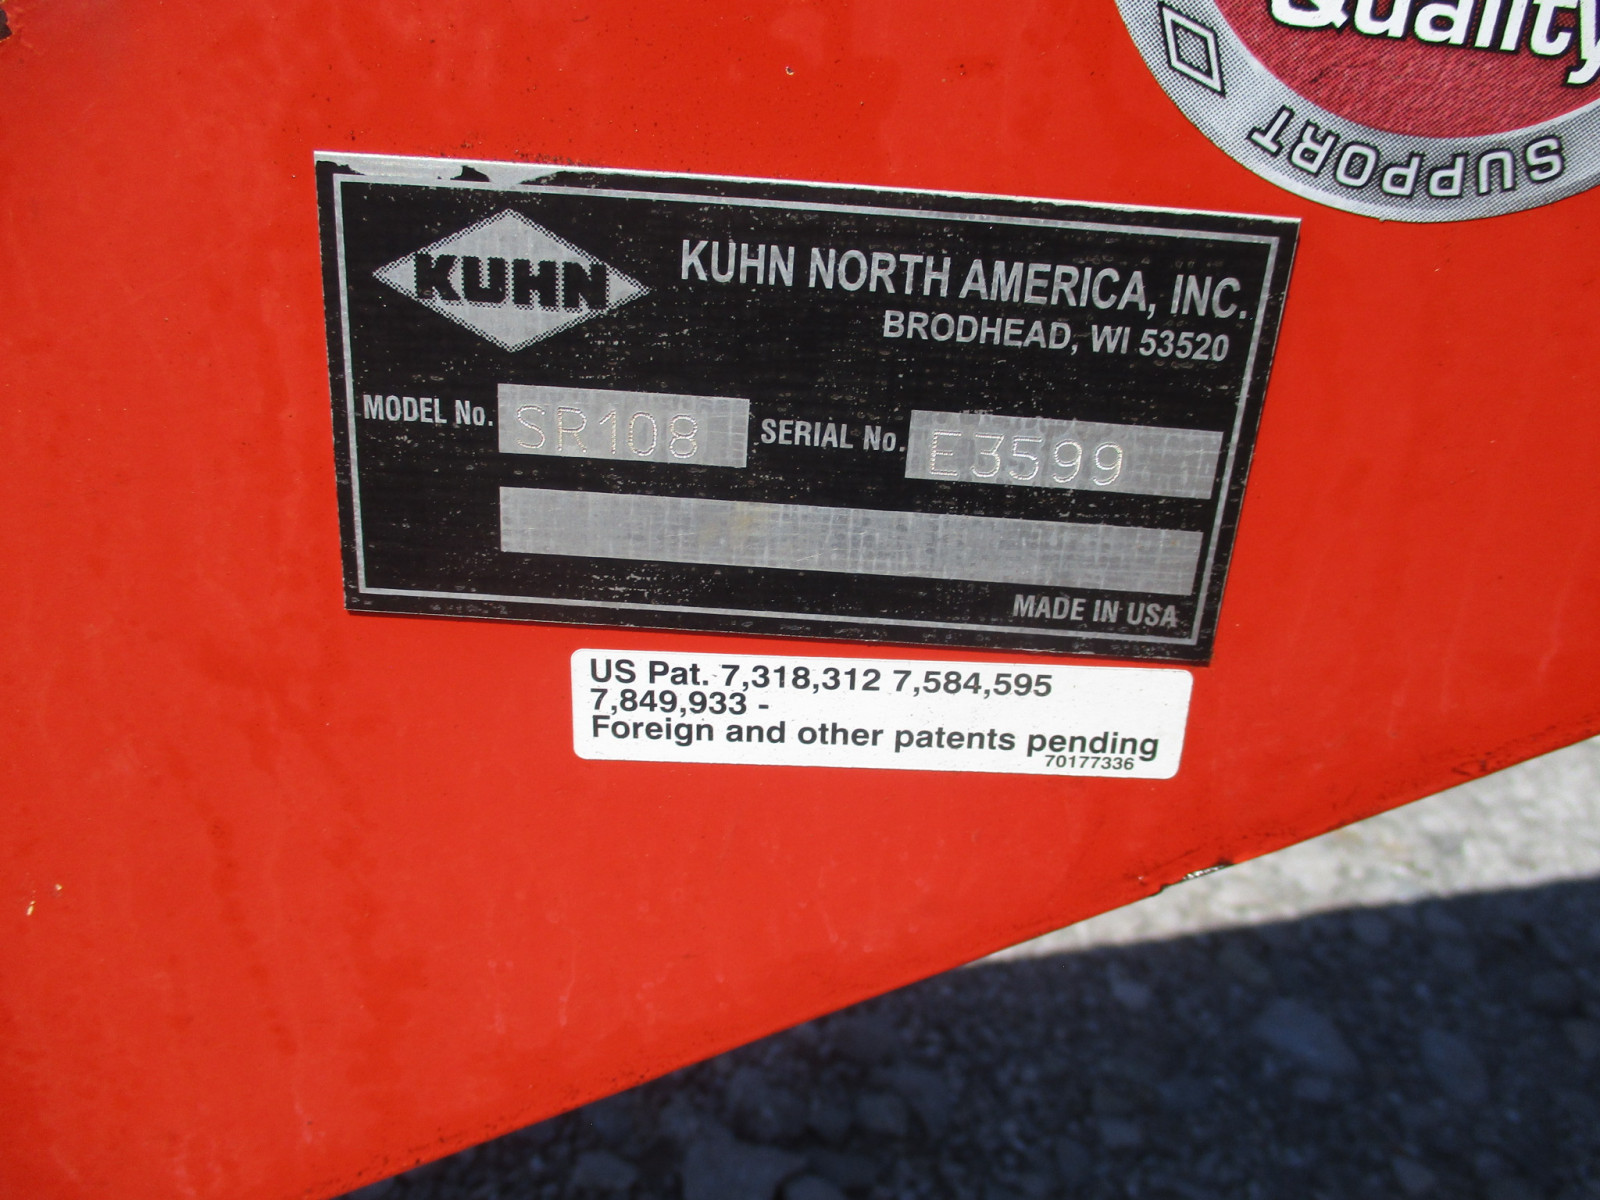 Quality
SUPPORT
KUHN
KUHN NORTH AMERICA, INC.
BRODHEAD, WI 53520
MODEL No. SR108 SERIAL No. E3599
MADE IN USA
US Pat. 7,318,312 7,584,595
7,849,933 -
Foreign and other patents pending
70177336